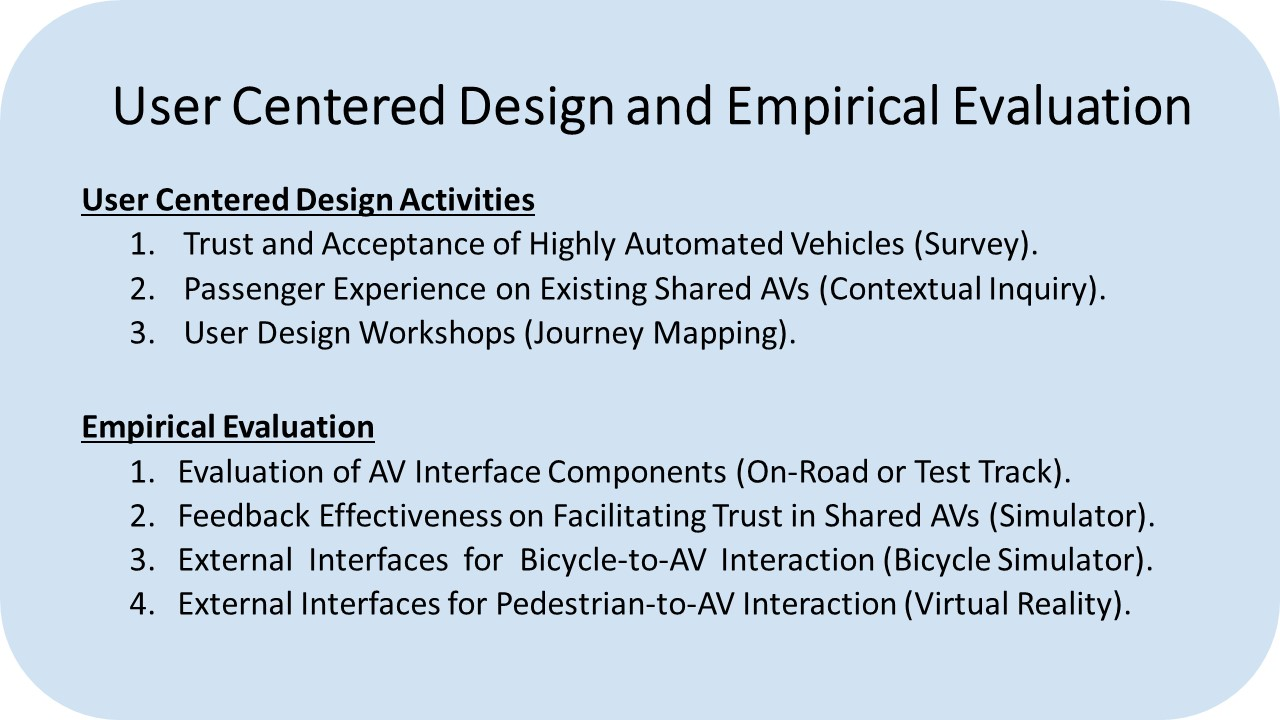 User Centered Design and Empirical Evaluation
User Centered Design Activities
1. Trust and Acceptance of Highly Automated Vehicles (Survey).
2. Passenger Experience on Existing Shared AVs (Contextual Inquiry).
3. User Design Workshops (Journey Mapping).
Empirical Evaluation
1. Evaluation of AV Interface Components (On-Road or Test Track).
2. Feedback Effectiveness on Facilitating Trust in Shared AVs (Simulator).
3. External Interfaces for Bicycle-to-AV Interaction (Bicycle Simulator).
4. External Interfaces for Pedestrian-to-AV Interaction (Virtual Reality).